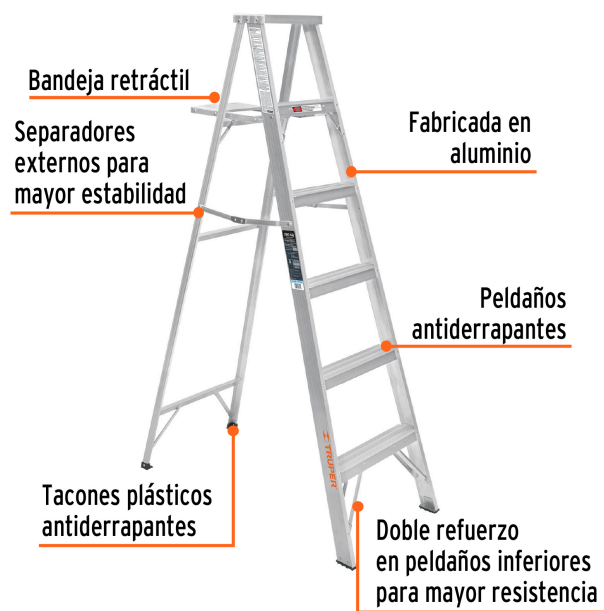 Bandeja retráctil
Separadores
externos para
mayor estabilidad
Fabricada en
aluminio
Peldaños
antiderrapantes
TRUPER
Tacones plásticos
antiderrapantes
Doble refuerzo
en peldaños inferiores
para mayor resistencia